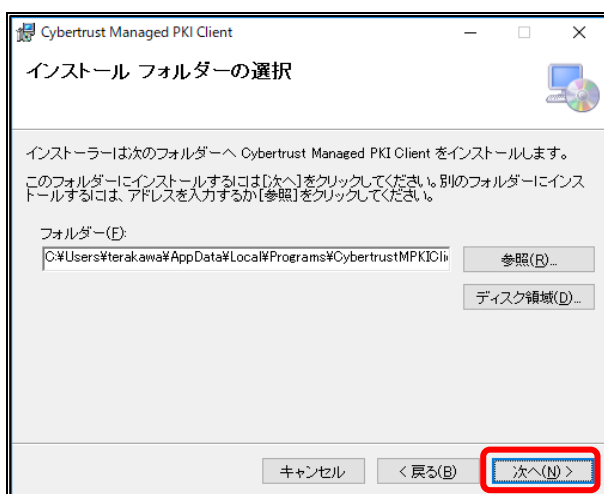 Cybertrust Managed PKI Client
インストール フォルダーの選択
インストーラーは次のフォルダーへ Cybertrust Managed PKI Client をインストールします。
このフォルダーにインストールするには[次へ]をクリックしてください。別のフォルダーにインス
トールするには、アドレスを入力するか[参照]をクリックしてください。
フォルダー(F):
C:¥Users¥terakawa¥AppData¥Local¥Programs¥CybertrustMPKIClie
参照(R)...
ディスク領域(D)...
キャンセル
< 戻る(B)
次へ(N) >